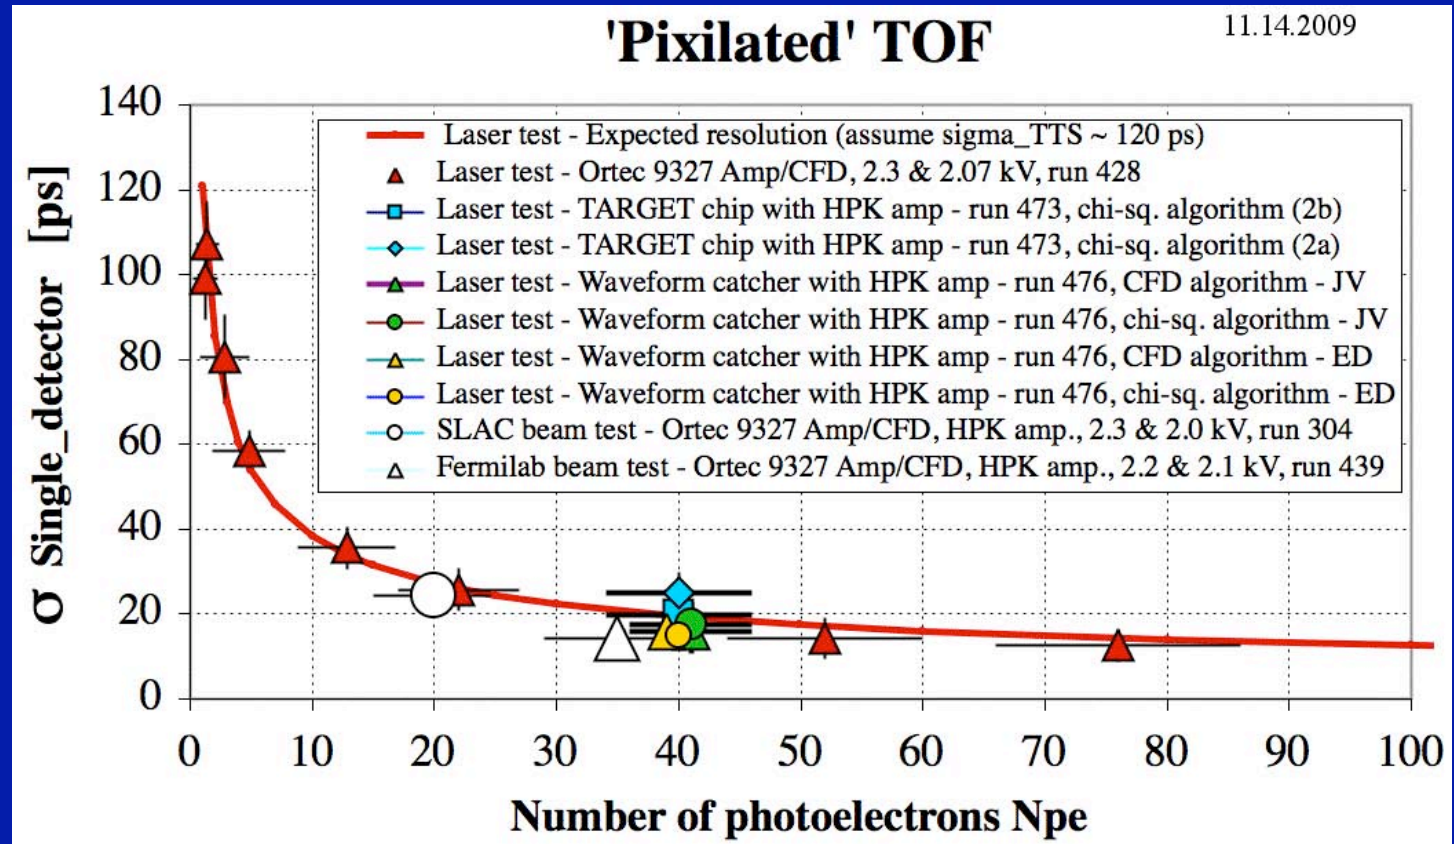 'Pixilated' TOF
11.14.2009
140
120
100
80
60
40
20
0
σ Single_detector [ps]
Laser test - Expected resolution (assume sigma_TTS ~ 120 ps)
Laser test - Ortec 9327 Amp/CFD, 2.3 & 2.07 kV, run 428
Laser test - TARGET chip with HPK amp - run 473, chi-sq. algorithm (2b)
Laser test - TARGET chip with HPK amp - run 473, chi-sq. algorithm (2a)
Laser test - Waveform catcher with HPK amp - run 476, CFD algorithm - JV
Laser test - Waveform catcher with HPK amp - run 476, chi-sq. algorithm - JV
Laser test - Waveform catcher with HPK amp - run 476, CFD algorithm - ED
Laser test - Waveform catcher with HPK amp - run 476, chi-sq. algorithm - ED
SLAC beam test - Ortec 9327 Amp/CFD, HPK amp., 2.3 & 2.0 kV, run 304
Fermilab beam test - Ortec 9327 Amp/CFD, HPK amp., 2.2 & 2.1 kV, run 439
0 10 20 30 40 50 60 70 80 90 100
Number of photoelectrons Npe